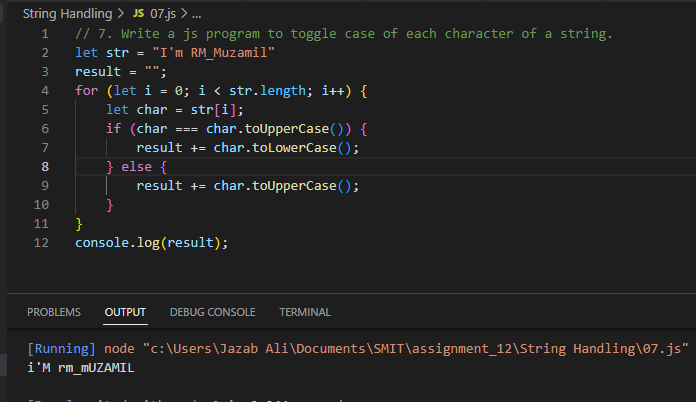 String Handling > JS 07.js > ...
1 // 7. Write a js program to toggle case of each character of a string.
2 let str = "I'm RM_Muzamil"
3 result = "";
4 for (let i = 0; i < str.length; i++) {
5 let char = str[i];
6 if (char === char.toUpperCase()) {
7 result += char.toLowerCase();
8 } else {
9 result += char.toUpperCase();
10 }
11 }
12 console.log(result);
PROBLEMS OUTPUT DEBUG CONSOLE TERMINAL
[Running] node "c:\Users\Jazab Ali\Documents\SMIT\assignment_12\String Handling\07.js"
i'M rm_mUZAMIL